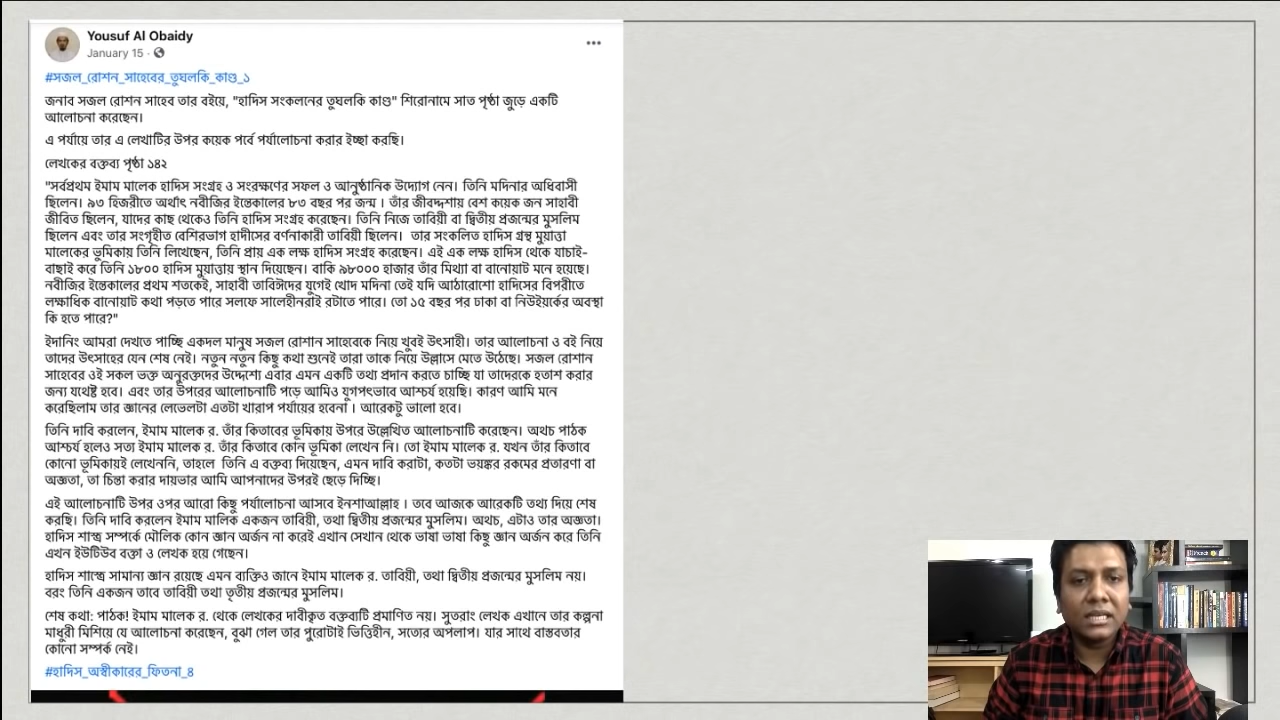 Yousuf Al Obaidy
January 15 ·
#সজল_রোশন_সাহেবের_তুঘলকি_কাণ্ড_১
জনাব সজল রোশন সাহেব তার বইয়ে, "হাদিস সংকলনের তুঘলকি কাণ্ড" শিরোনামে সাত পৃষ্ঠা জুড়ে একটি
আলোচনা করেছেন।
এ পর্যায়ে তার এ লেখাটির উপর কয়েক পর্বে পর্যালোচনা করার ইচ্ছা করছি।
লেখকের বক্তব্য পৃষ্ঠা ১৪২
"সর্বপ্রথম ইমাম মালেক হাদিস সংগ্রহ ও সংরক্ষণের সফল ও আনুষ্ঠানিক উদ্যোগ নেন। তিনি মদিনার অধিবাসী
ছিলেন। ৯৩ হিজরীতে অর্থাৎ নবীজির ইন্তেকালের ৮৩ বছর পর জন্ম । তাঁর জীবদ্দশায় বেশ কয়েক জন সাহাবী
জীবিত ছিলেন, যাদের কাছ থেকেও তিনি হাদিস সংগ্রহ করেছেন। তিনি নিজে তাবিয়ী বা দ্বিতীয় প্রজন্মের মুসলিম
ছিলেন এবং তার সংগৃহীত বেশিরভাগ হাদীসের বর্ণনাকারী তাবিয়ী ছিলেন।  তার সংকলিত হাদিস গ্রন্থ মুয়াত্তা
মালেকের ভূমিকায় তিনি লিখেছেন, তিনি প্রায় এক লক্ষ হাদিস সংগ্রহ করেছেন। এই এক লক্ষ হাদিস থেকে যাচাই-
বাছাই করে তিনি ১৮০০ হাদিস মুয়াত্তায় স্থান দিয়েছেন। বাকি ৯৮০০০ হাজার তাঁর মিথ্যা বা বানোয়াট মনে হয়েছে।
নবীজির ইন্তেকালের প্রথম শতকেই, সাহাবী তাবিঈদের যুগেই খোদ মদিনা তেই যদি আঠারোশো হাদিসের বিপরীতে
লক্ষাধিক বানোয়াট কথা পড়তে পারে সলফে সালেহীনরাই রটাতে পারে। তো ১৫ বছর পর ঢাকা বা নিউইয়র্কের অবস্থা
কি হতে পারে?"
ইদানিং আমরা দেখতে পাচ্ছি একদল মানুষ সজল রোশান সাহেবেকে নিয়ে খুবই উৎসাহী। তার আলোচনা ও বই নিয়ে
তাদের উৎসাহের যেন শেষ নেই। নতুন নতুন কিছু কথা শুনেই তারা তাকে নিয়ে উল্লাসে মেতে উঠেছে। সজল রোশান
সাহেবের ওই সকল ভক্ত অনুরক্তদের উদ্দেশ্যে এবার এমন একটি তথ্য প্রদান করতে চাচ্ছি যা তাদেরকে হতাশ করার
জন্য যথেষ্ট হবে। এবং তার উপরের আলোচনাটি পড়ে আমিও যুগপৎভাবে আশ্চর্য হয়েছি। কারণ আমি মনে
করেছিলাম তার জ্ঞানের লেভেলটা এতটা খারাপ পর্যায়ের হবেনা । আরেকটু ভালো হবে।
তিনি দাবি করলেন, ইমাম মালেক র. তাঁর কিতাবের ভূমিকায় উপরে উল্লেখিত আলোচনাটি করেছেন। অথচ পাঠক
আশ্চর্য হলেও সত্য ইমাম মালেক র. তাঁর কিতাবে কোন ভূমিকা লেখেন নি। তো ইমাম মালেক র. যখন তাঁর কিতাবে
কোনো ভূমিকায়ই লেখেননি, তাহলে  তিনি এ বক্তব্য দিয়েছেন, এমন দাবি করাটা, কতটা ভয়ঙ্কর রকমের প্রতারণা বা
অজ্ঞতা, তা চিন্তা করার দায়ভার আমি আপনাদের উপরই ছেড়ে দিচ্ছি।
এই আলোচনাটি উপর ওপর আরো কিছু পর্যালোচনা আসবে ইনশাআল্লাহ । তবে আজকে আরেকটি তথ্য দিয়ে শেষ
করছি। তিনি দাবি করলেন ইমাম মালিক একজন তাবিয়ী, তথা দ্বিতীয় প্রজন্মের মুসলিম। অথচ, এটাও তার অজ্ঞতা।
হাদিস শাস্ত্র সম্পর্কে মৌলিক কোন জ্ঞান অর্জন না করেই এখান সেখান থেকে ভাষা ভাষা কিছু জ্ঞান অর্জন করে তিনি
এখন ইউটিউব বক্তা ও লেখক হয়ে গেছেন।
হাদিস শাস্ত্রে সামান্য জ্ঞান রয়েছে এমন ব্যক্তিও জানে ইমাম মালেক র. তাবিয়ী, তথা দ্বিতীয় প্রজন্মের মুসলিম নয়।
বরং তিনি একজন তাবে তাবিয়ী তথা তৃতীয় প্রজন্মের মুসলিম।
শেষ কথা: পাঠক! ইমাম মালেক র. থেকে লেখকের দাবীকৃত বক্তব্যটি প্রমাণিত নয়। সুতরাং লেখক এখানে তার কল্পনা
মাধুরী মিশিয়ে যে আলোচনা করেছেন, বুঝা গেল তার পুরোটাই ভিত্তিহীন, সত্যের অপলাপ। যার সাথে বাস্তবতার
কোনো সম্পর্ক নেই।
#হাদিস_অস্বীকারের_ফিতনা_৪